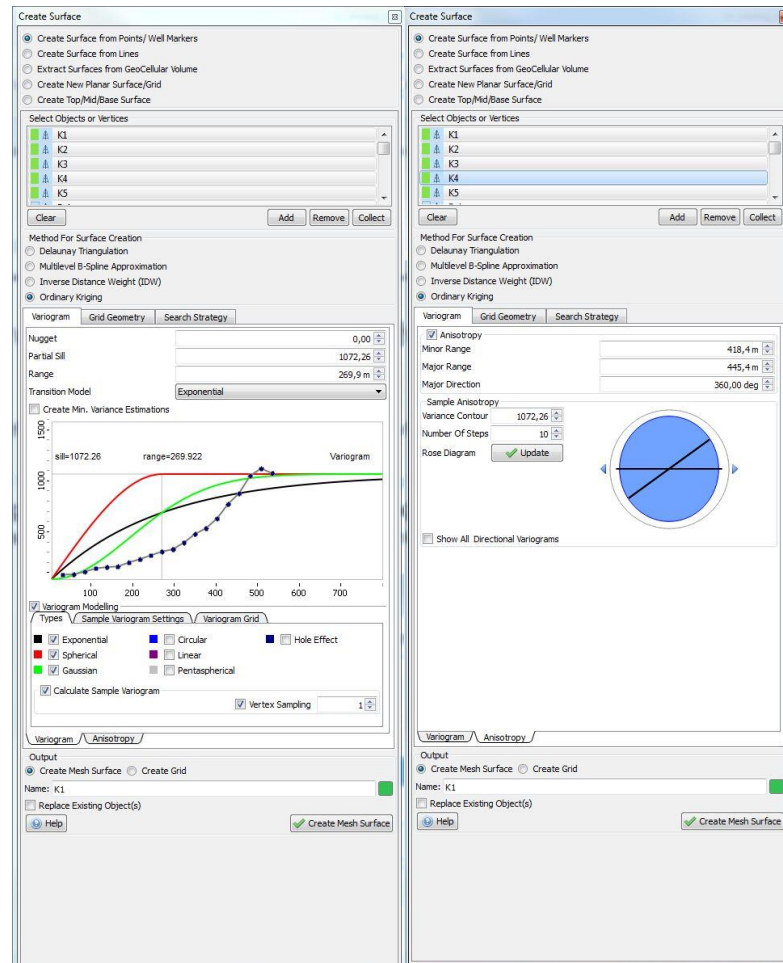 Create Surface
Create Surface from Points/ Well Markers
Create Surface from Lines
Extract Surfaces from GeoCellular Volume
Create New Planar Surface/Grid
Create Top/Mid/Base Surface
Select Objects or Vertices
K1
K2
K3
K4
K5
Clear Add Remove Collect
Method For Surface Creation
Delaunay Triangulation
Multilevel B-Spline Approximation
Inverse Distance Weight (IDW)
Ordinary Kriging
Variogram Grid Geometry Search Strategy
Nugget 0,00
Partial Sill 1072,26
Range 269,9 m
Transition Model Exponential
Create Min. Variance Estimations
1500
sill=1072.26 range=269.922 Variogram
1000
500
100 200 300 400 500 600 700
Variogram Modelling
Types Sample Variogram Settings Variogram Grid
Exponential Circular Hole Effect
Spherical Linear
Gaussian Pentaspherical
Calculate Sample Variogram
Vertex Sampling 1
Variogram Anisotropy
Output
Create Mesh Surface Create Grid
Name: K1
Replace Existing Object(s)
Help Create Mesh Surface
Create Surface
Create Surface from Points/ Well Markers
Create Surface from Lines
Extract Surfaces from GeoCellular Volume
Create New Planar Surface/Grid
Create Top/Mid/Base Surface
Select Objects or Vertices
K1
K2
K3
K4
K5
Clear Add Remove Collect
Method For Surface Creation
Delaunay Triangulation
Multilevel B-Spline Approximation
Inverse Distance Weight (IDW)
Ordinary Kriging
Variogram Grid Geometry Search Strategy
Anisotropy
Minor Range 418,4 m
Major Range 445,4 m
Major Direction 360,00 deg
Sample Anisotropy
Variance Contour 1072,26
Number Of Steps 10
Rose Diagram Update
Show All Directional Variograms
Variogram Anisotropy
Output
Create Mesh Surface Create Grid
Name: K1
Replace Existing Object(s)
Help Create Mesh Surface